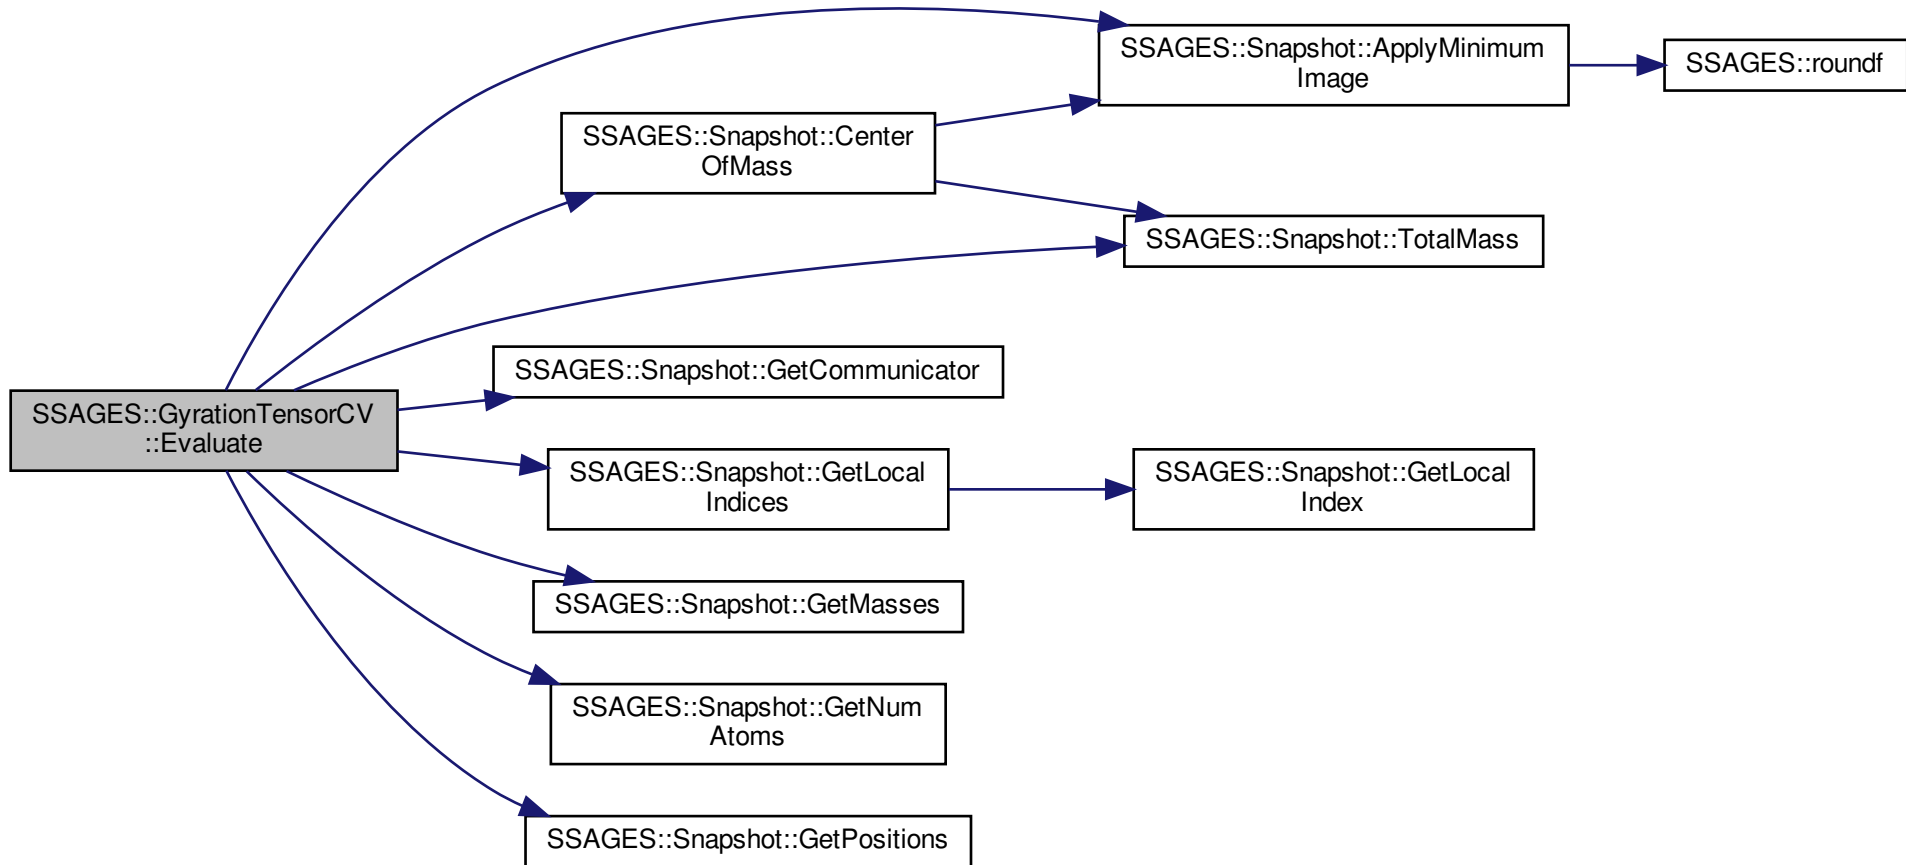 SSAGES::Snapshot::ApplyMinimum
Image
SSAGES::roundf
SSAGES::Snapshot::Center
OfMass
SSAGES::Snapshot::TotalMass
SSAGES::Snapshot::GetCommunicator
SSAGES::GyrationTensorCV
::Evaluate
SSAGES::Snapshot::GetLocal
Indices
SSAGES::Snapshot::GetLocal
Index
SSAGES::Snapshot::GetMasses
SSAGES::Snapshot::GetNum
Atoms
SSAGES::Snapshot::GetPositions